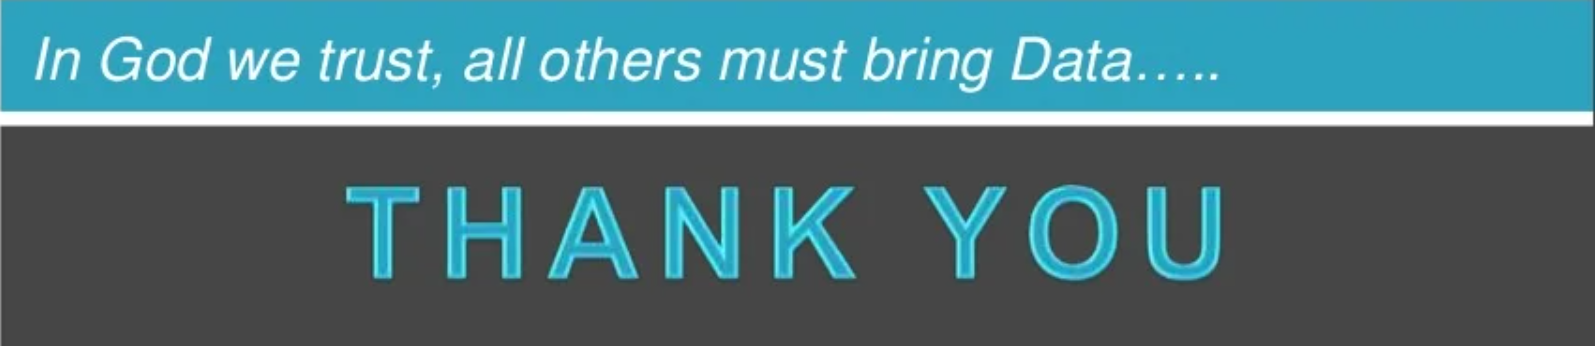 In God we trust, all others must bring Data.....
THANK YOU